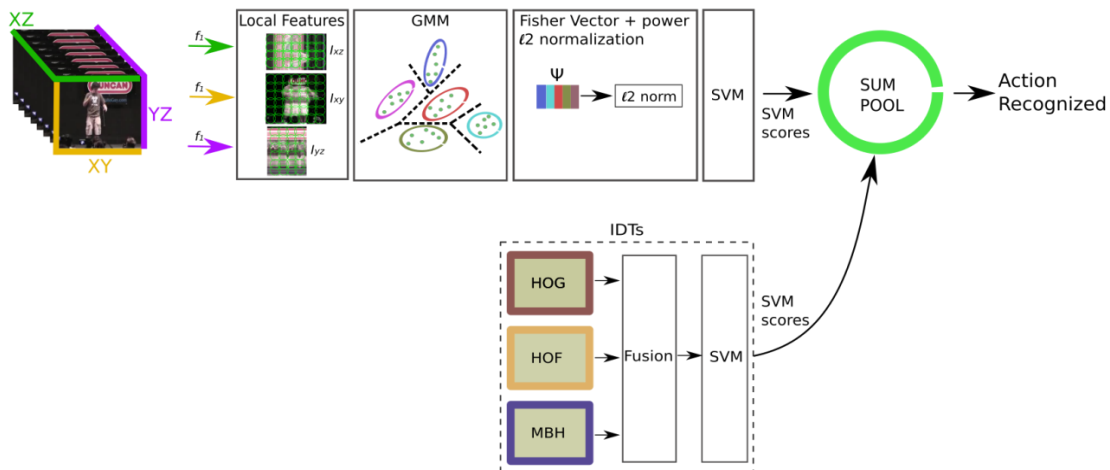 XZ
YZ
XY
DUNCAN
f₁
f₁
f₁
Local Features
Ixz
Ixy
Iyz
GMM
Fisher Vector + power
ℓ2 normalization
Ψ
ℓ2 norm
SVM
SVM
scores
SUM
POOL
Action
Recognized
IDTs
HOG
HOF
MBH
Fusion
SVM
SVM
scores